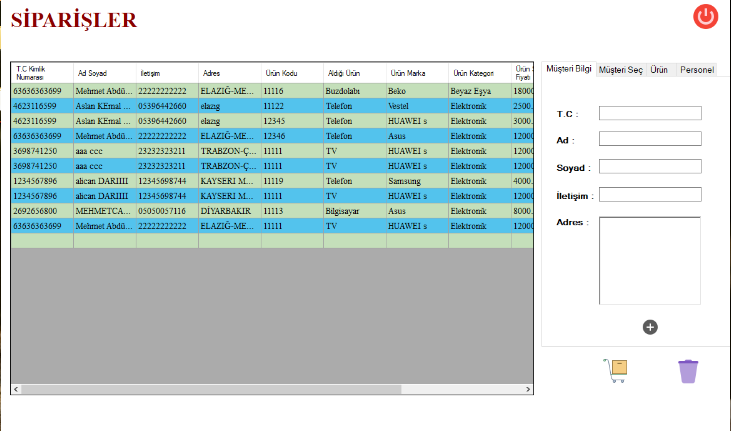 SİPARİŞLER
T.C Kimlik Numarası Ad Soyad İletişim Adres Ürün Kodu Aldığı Ürün Ürün Marka Ürün Kategori Ürün S Fiyatı
63636363699 Mehmet Abdü... 22222222222 ELAZIĞ-ME... 11116 Buzdolabı Beko Beyaz Eşya 18000
4623116599 Aslan KEmal ... 05396442660 elazıg 11122 Telefon Vestel Elektronik 2500.
4623116599 Aslan KEmal ... 05396442660 elazıg 12345 Telefon HUAWEI s Elektronik 3000.
63636363699 Mehmet Abdü... 22222222222 ELAZIĞ-ME... 12346 Telefon Asus Elektronik 12000
3698741250 aaa ccc 23232323211 TRABZON-Ç... 11111 TV HUAWEI s Elektronik 12000
3698741250 aaa ccc 23232323211 TRABZON-Ç... 11111 TV HUAWEI s Elektronik 12000
1234567896 alıcan DARIIII 12345698744 KAYSERI M... 11119 Telefon Samsung Elektronik 4000.
1234567896 alıcan DARIIII 12345698744 KAYSERI M... 11111 TV HUAWEI s Elektronik 12000
2692656800 MEHMETCA... 05050057116 DİYARBAKIR 11113 Bilgısayar Asus Elektronik 8000.
63636363699 Mehmet Abdü... 22222222222 ELAZIĞ-ME... 11111 TV HUAWEI s Elektronik 12000
Müşteri Bilgi Müşteri Seç Ürün Personel
T.C :
Ad :
Soyad :
İletişim :
Adres :